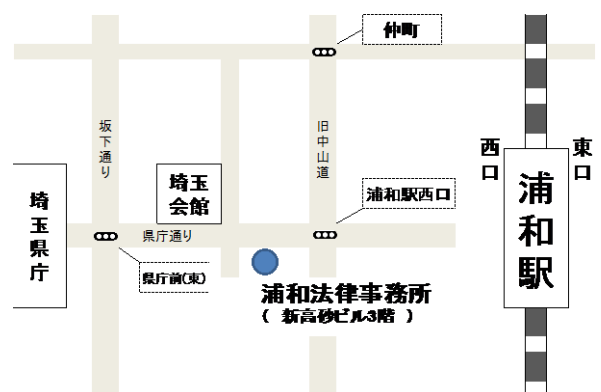 仲町
坂下通り
旧中山道
西口
東口
埼玉
会館
浦和駅西口
浦和駅
埼玉県庁
県庁通り
県庁前(東)
浦和法律事務所
( 新高砂ビル3階 )